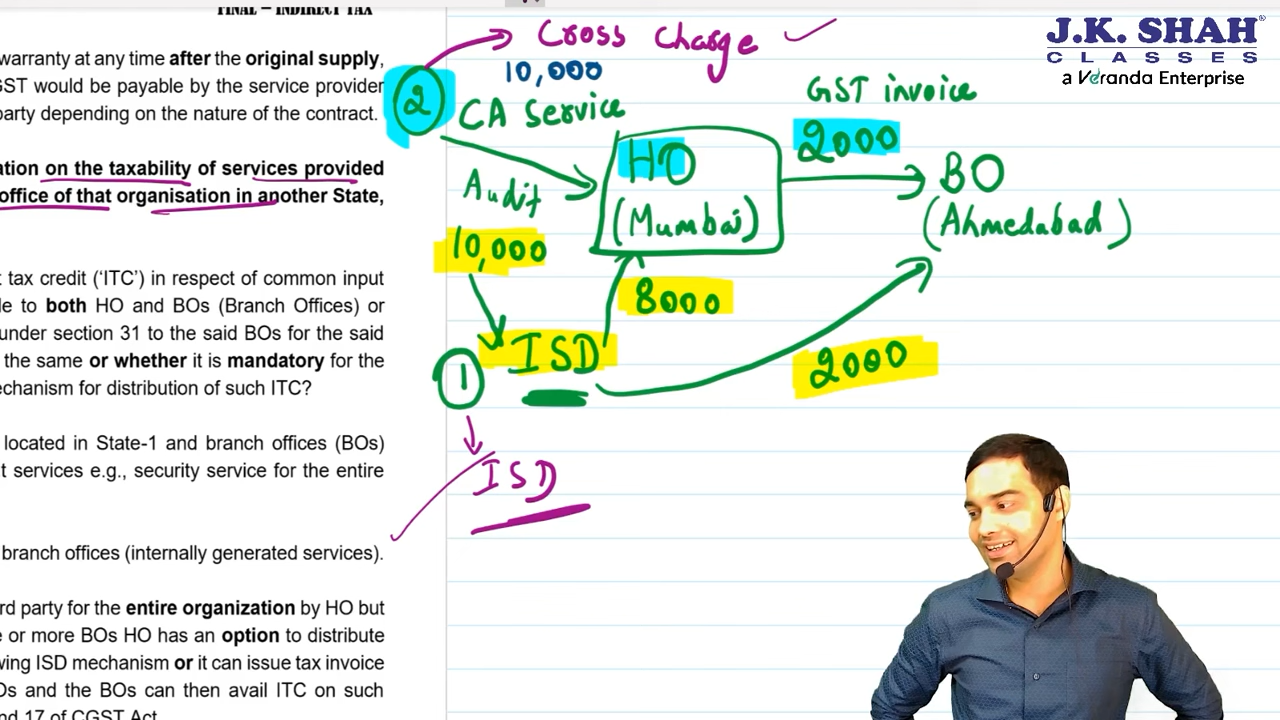 FINAL – INDIRECT TAX
warranty at any time after the original supply,
GST would be payable by the service provider
party depending on the nature of the contract.
ation on the taxability of services provided
office of that organisation in another State,
t tax credit (‘ITC’) in respect of common input
le to both HO and BOs (Branch Offices) or
under section 31 to the said BOs for the said
the same or whether it is mandatory for the
echanism for distribution of such ITC?
located in State-1 and branch offices (BOs)
t services e.g., security service for the entire
branch offices (internally generated services).
rd party for the entire organization by HO but
e or more BOs HO has an option to distribute
wing ISD mechanism or it can issue tax invoice
Os and the BOs can then avail ITC on such
nd 17 of CGST Act
Cross Charge
10,000
2
CA Service
GST invoice
2000
HO
(Mumbai)
BO
(Ahmedabad)
Audit
10,000
8000
ISD
2000
1
ISD
J.K. SHAH®
CLASSES
a Veranda Enterprise